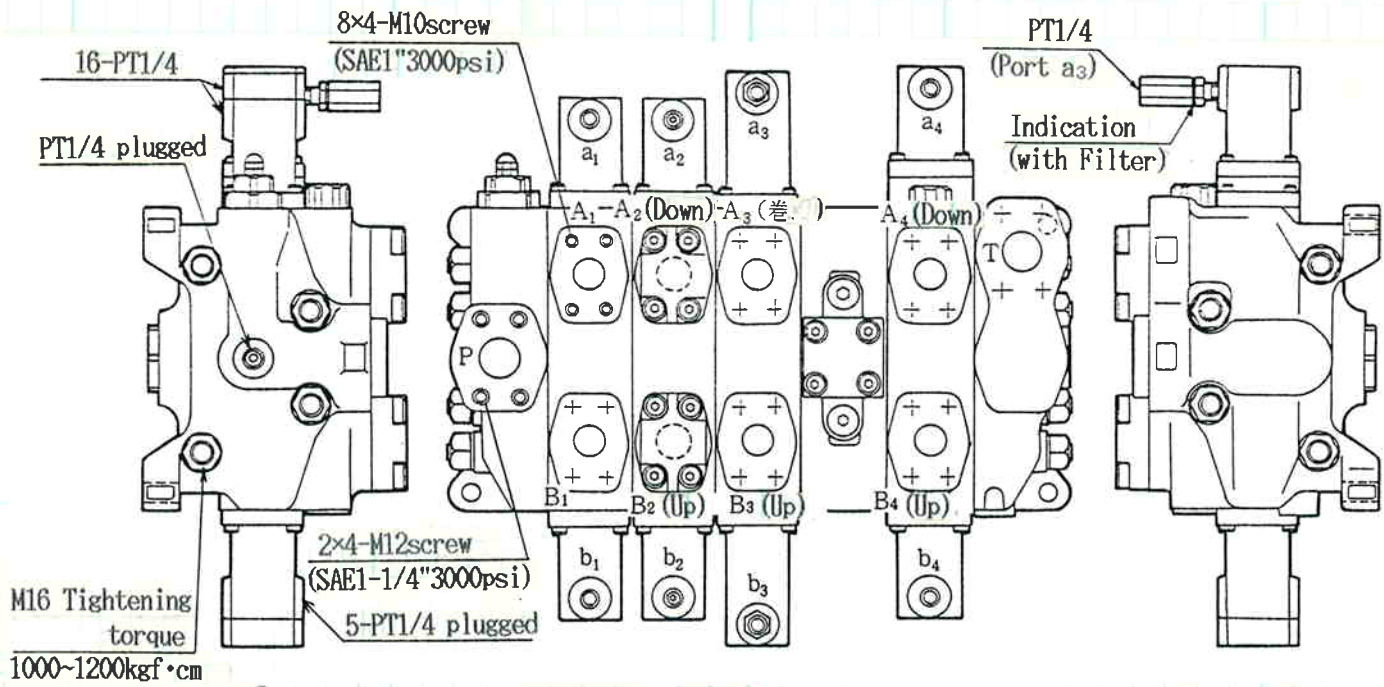 8×4-M10screw
(SAE1"3000psi)
PT1/4
(Port a₃)
16-PT1/4
PT1/4 plugged
Indication
(with Filter)
a₁
a₂
a₃
a₄
A₁-A₂(Down)-A₃(巻
A₄(Down)
T
P
B₁
B₂(Up)
B₃(Up)
B₄(Up)
2×4-M12screw
(SAE1-1/4"3000psi)
b₁
b₂
b₃
b₄
M16 Tightening
torque
1000~1200kgf·cm
5-PT1/4 plugged